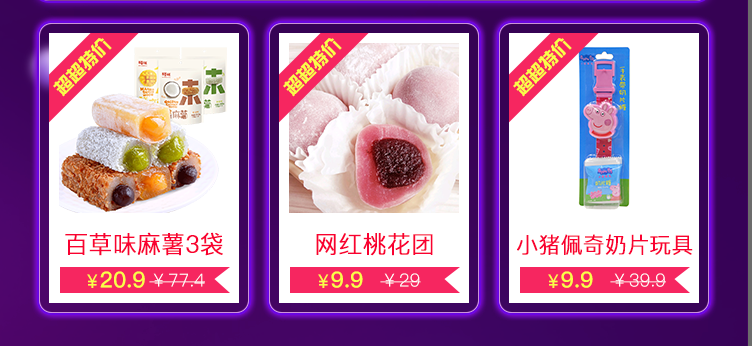 超超特价
百草味麻薯3袋
¥20.9 ¥77.4
超超特价
网红桃花团
¥9.9 ¥29
超超特价
小猪佩奇奶片玩具
¥9.9 ¥39.9